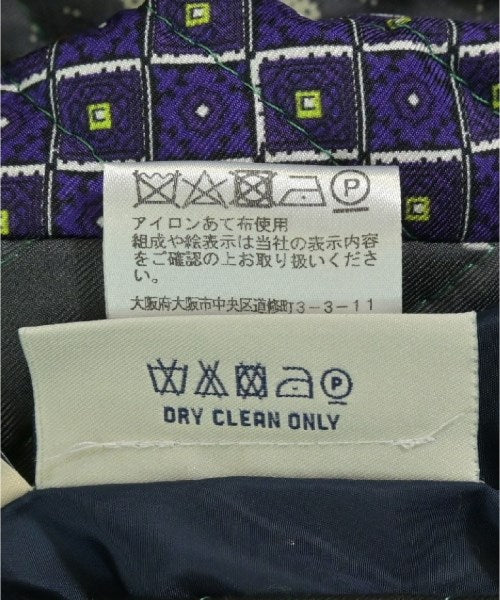 P
アイロンあて布使用
組成や絵表示は当社の表示内容
をご確認の上お取り扱いくださ
い。
大阪府大阪市中央区道修町3-3-11
P
DRY CLEAN ONLY